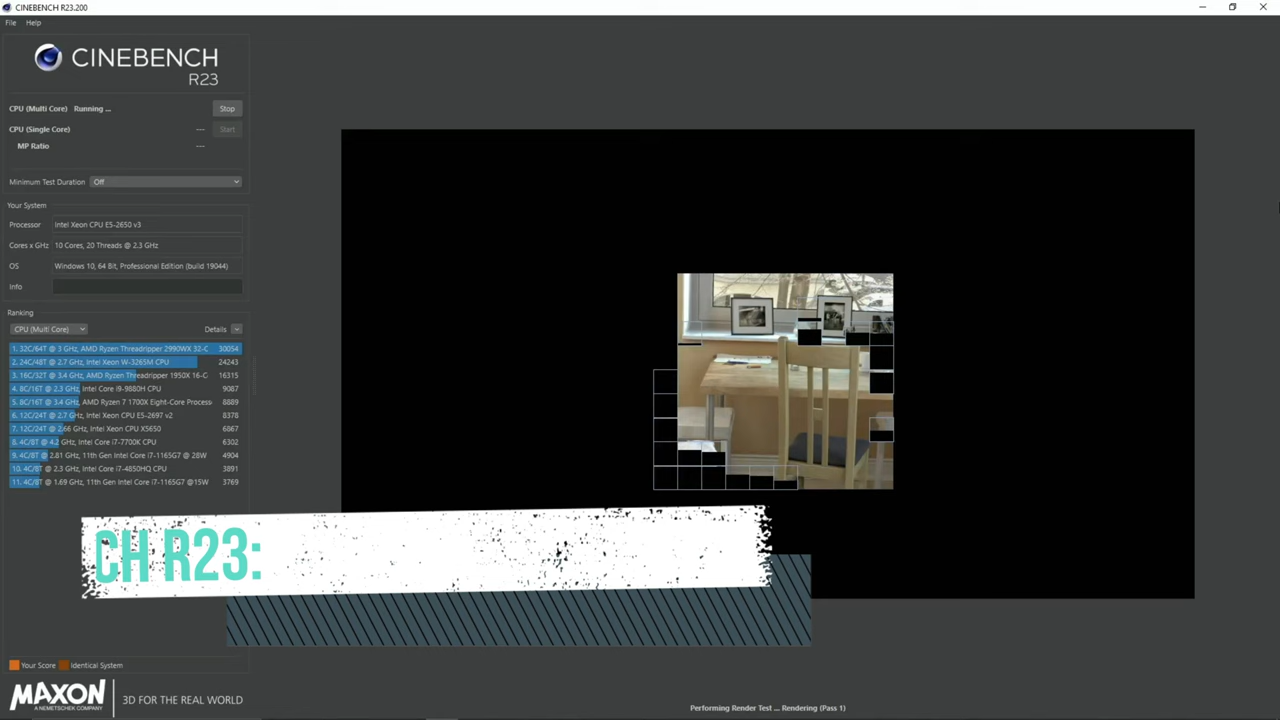 CINEBENCH R23.200
File Help
CINEBENCH
R23
CPU (Multi Core) Running ... Stop
CPU (Single Core) --- Start
MP Ratio ---
Minimum Test Duration Off
Your System
Processor Intel Xeon CPU E5-2650 v3
Cores x GHz 10 Cores, 20 Threads @ 2.3 GHz
OS Windows 10, 64 Bit, Professional Edition (build 19044)
Info
Ranking
CPU (Multi Core) Details
1. 32C/64T @ 3 GHz, AMD Ryzen Threadripper 2990WX 32-C 30054
2. 24C/48T @ 2.7 GHz, Intel Xeon W-3265M CPU 24243
3. 16C/32T @ 3.4 GHz, AMD Ryzen Threadripper 1950X 16-C 16315
4. 8C/16T @ 2.3 GHz, Intel Core i9-9880H CPU 9087
5. 8C/16T @ 3.4 GHz, AMD Ryzen 7 1700X Eight-Core Process 8889
6. 12C/24T @ 2.7 GHz, Intel Xeon CPU E5-2697 v2 8378
7. 12C/24T @ 2.66 GHz, Intel Xeon CPU X5650 6867
8. 4C/8T @ 4.2 GHz, Intel Core i7-7700K CPU 6302
9. 4C/8T @ 2.81 GHz, 11th Gen Intel Core i7-1165G7 @ 28W 4904
10. 4C/8T @ 2.3 GHz, Intel Core i7-4850HQ CPU 3891
11. 4C/8T @ 1.69 GHz, 11th Gen Intel Core i7-1165G7 @15W 3769
CH R23:
Your Score Identical System
MAXON
A NEMETSCHEK COMPANY
3D FOR THE REAL WORLD
Performing Render Test ... Rendering (Pass 1)